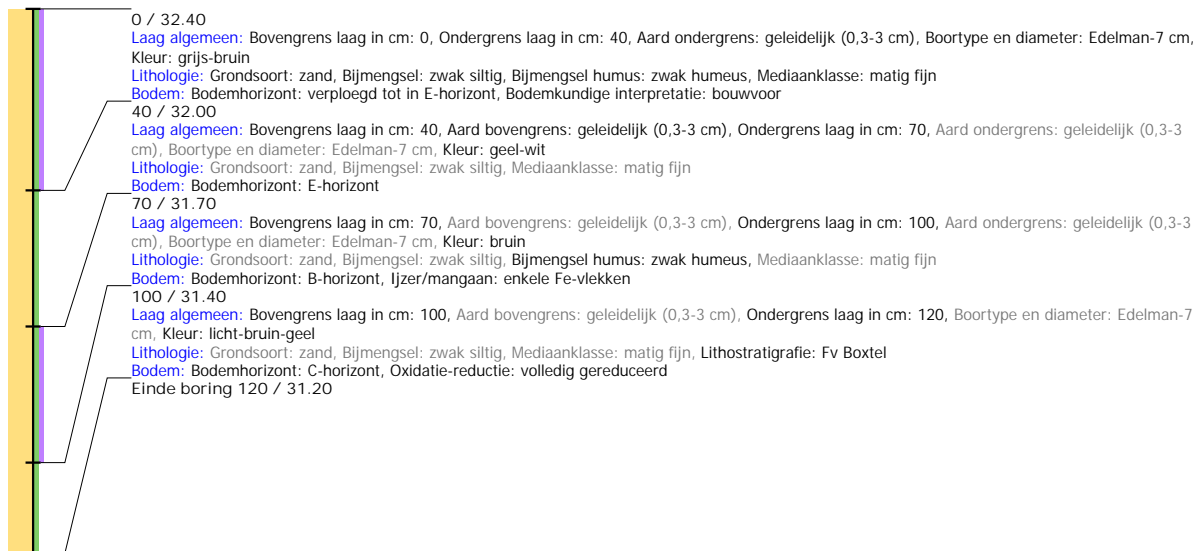 0 / 32.40
Laag algemeen: Bovengrens laag in cm: 0, Ondergrens laag in cm: 40, Aard ondergrens: geleidelijk (0,3-3 cm), Boortype en diameter: Edelman-7 cm,
Kleur: grijs-bruin
Lithologie: Grondsoort: zand, Bijmengsel: zwak siltig, Bijmengsel humus: zwak humeus, Mediaanklasse: matig fijn
Bodem: Bodemhorizont: verploegd tot in E-horizont, Bodemkundige interpretatie: bouwvoor
40 / 32.00
Laag algemeen: Bovengrens laag in cm: 40, Aard bovengrens: geleidelijk (0,3-3 cm), Ondergrens laag in cm: 70, Aard ondergrens: geleidelijk (0,3-3
cm), Boortype en diameter: Edelman-7 cm, Kleur: geel-wit
Lithologie: Grondsoort: zand, Bijmengsel: zwak siltig, Mediaanklasse: matig fijn
Bodem: Bodemhorizont: E-horizont
70 / 31.70
Laag algemeen: Bovengrens laag in cm: 70, Aard bovengrens: geleidelijk (0,3-3 cm), Ondergrens laag in cm: 100, Aard ondergrens: geleidelijk (0,3-3
cm), Boortype en diameter: Edelman-7 cm, Kleur: bruin
Lithologie: Grondsoort: zand, Bijmengsel: zwak siltig, Bijmengsel humus: zwak humeus, Mediaanklasse: matig fijn
Bodem: Bodemhorizont: B-horizont, Ijzer/mangaan: enkele Fe-vlekken
100 / 31.40
Laag algemeen: Bovengrens laag in cm: 100, Aard bovengrens: geleidelijk (0,3-3 cm), Ondergrens laag in cm: 120, Boortype en diameter: Edelman-7
cm, Kleur: licht-bruin-geel
Lithologie: Grondsoort: zand, Bijmengsel: zwak siltig, Mediaanklasse: matig fijn, Lithostratigrafie: Fv Boxtel
Bodem: Bodemhorizont: C-horizont, Oxidatie-reductie: volledig gereduceerd
Einde boring 120 / 31.20